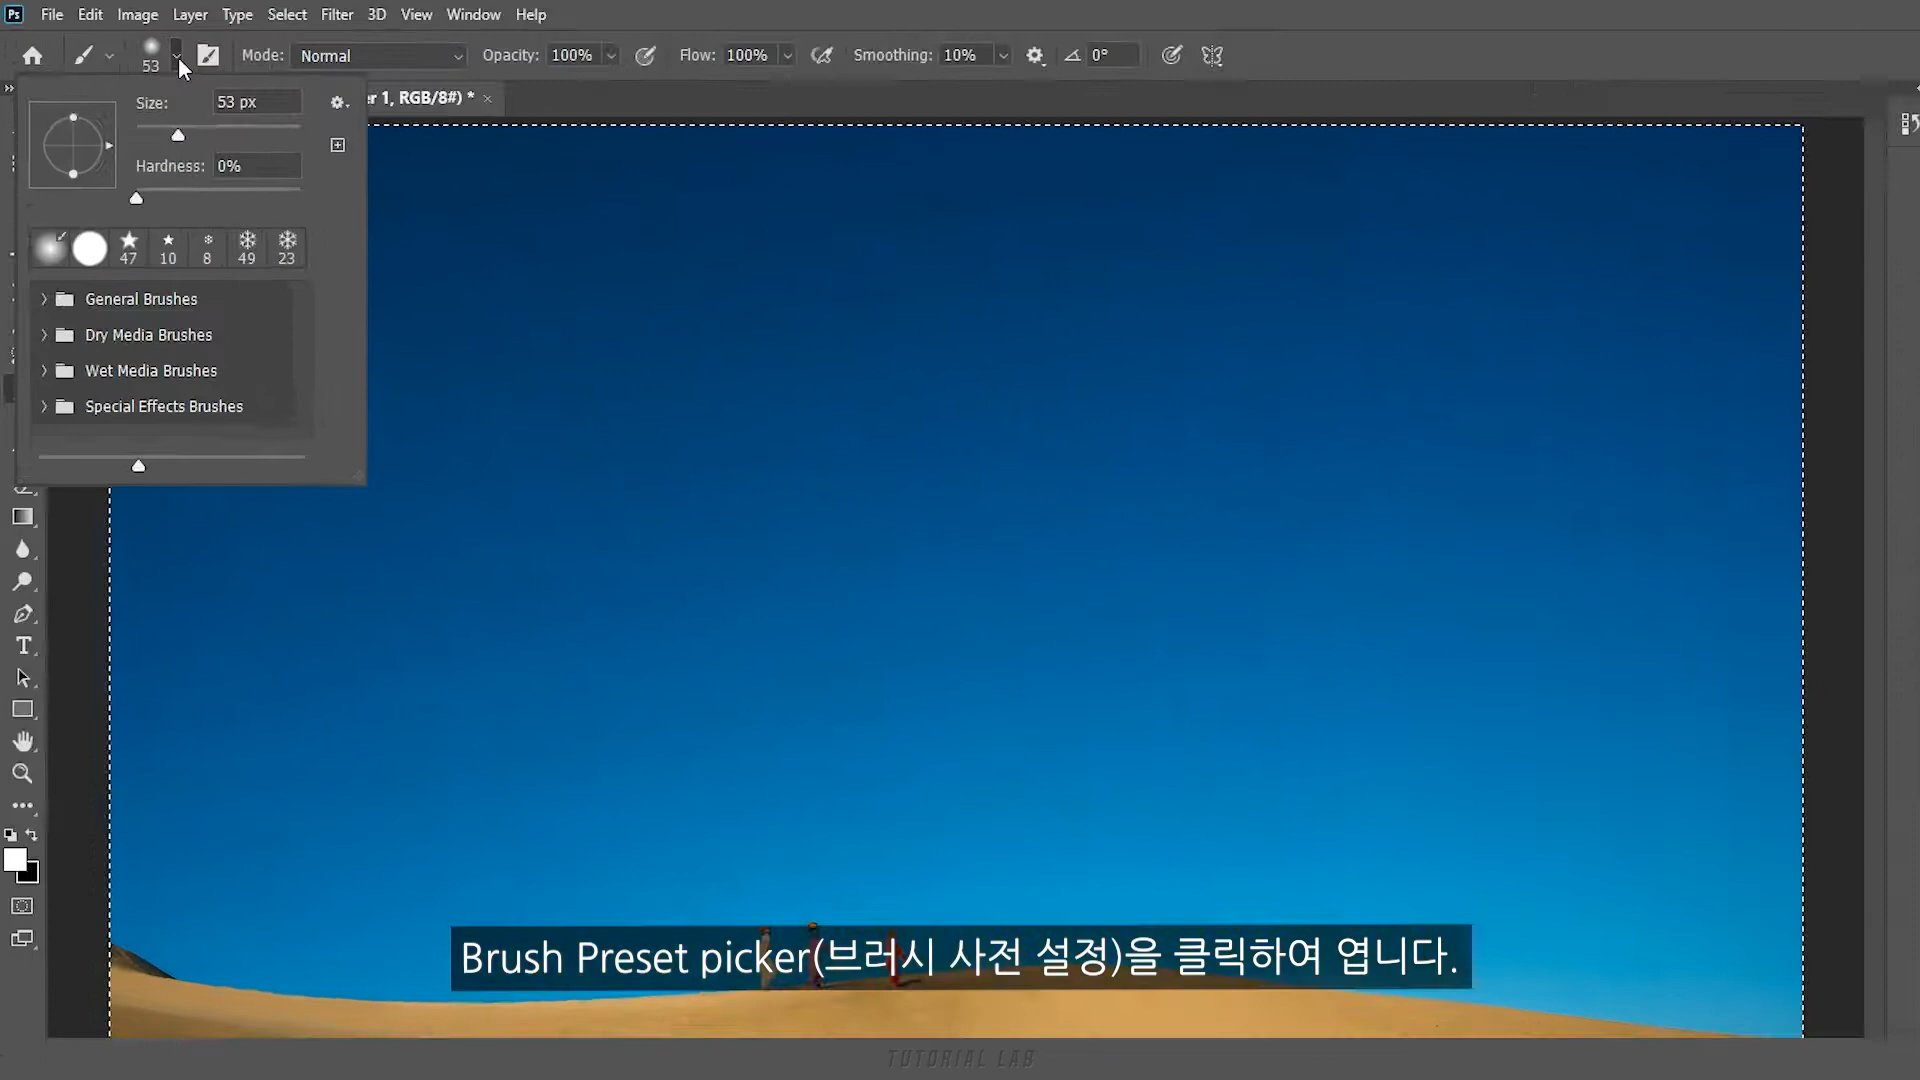 Ps File Edit Image Layer Type Select Filter 3D View Window Help
53 Mode: Normal Opacity: 100% Flow: 100% Smoothing: 10% 0°
Size: 53 px
r 1, RGB/8#) * ×
Hardness: 0%
47 10 8 49 23
General Brushes
Dry Media Brushes
Wet Media Brushes
Special Effects Brushes
Brush Preset picker(브러시 사전 설정)을 클릭하여 엽니다.
TUTORIAL LAB